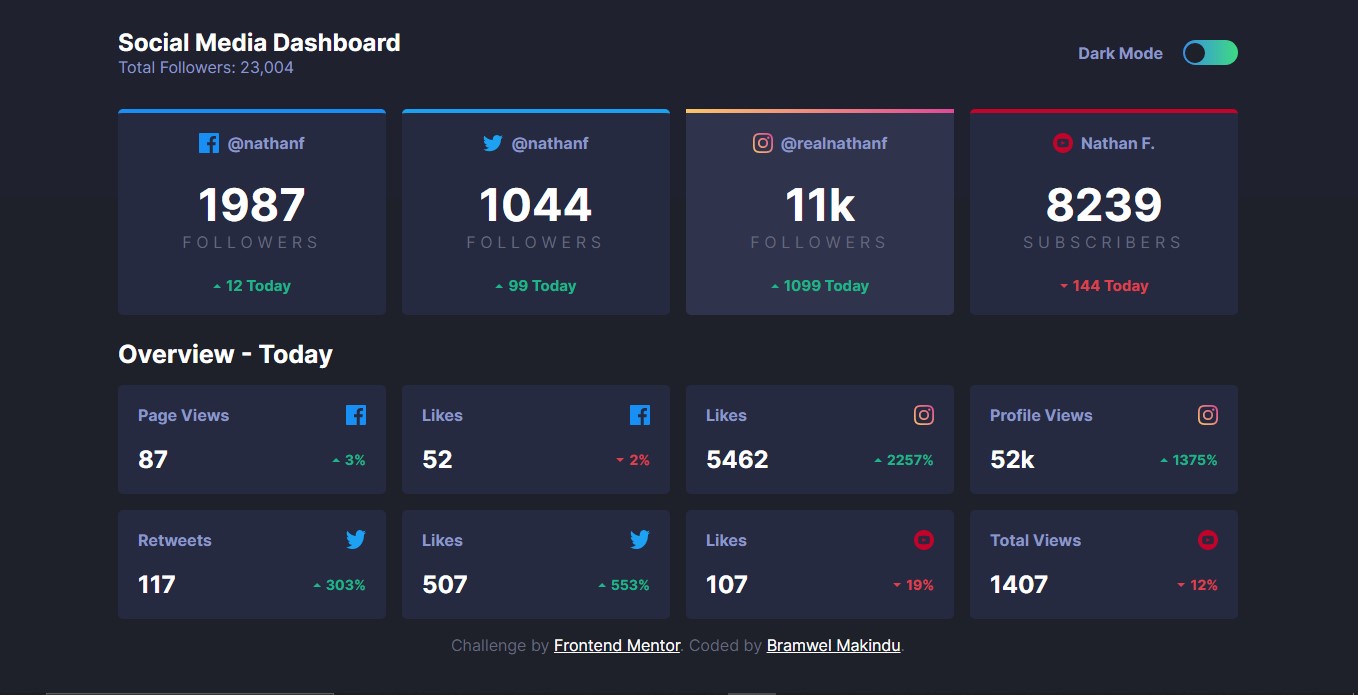 Social Media Dashboard
Total Followers: 23,004
Dark Mode
@nathanf
1987
FOLLOWERS
12 Today
@nathanf
1044
FOLLOWERS
99 Today
@realnathanf
11k
FOLLOWERS
1099 Today
Nathan F.
8239
SUBSCRIBERS
144 Today
Overview - Today
Page Views
87
3%
Likes
52
2%
Likes
5462
2257%
Profile Views
52k
1375%
Retweets
117
303%
Likes
507
553%
Likes
107
19%
Total Views
1407
12%
Challenge by Frontend Mentor. Coded by Bramwel Makindu.